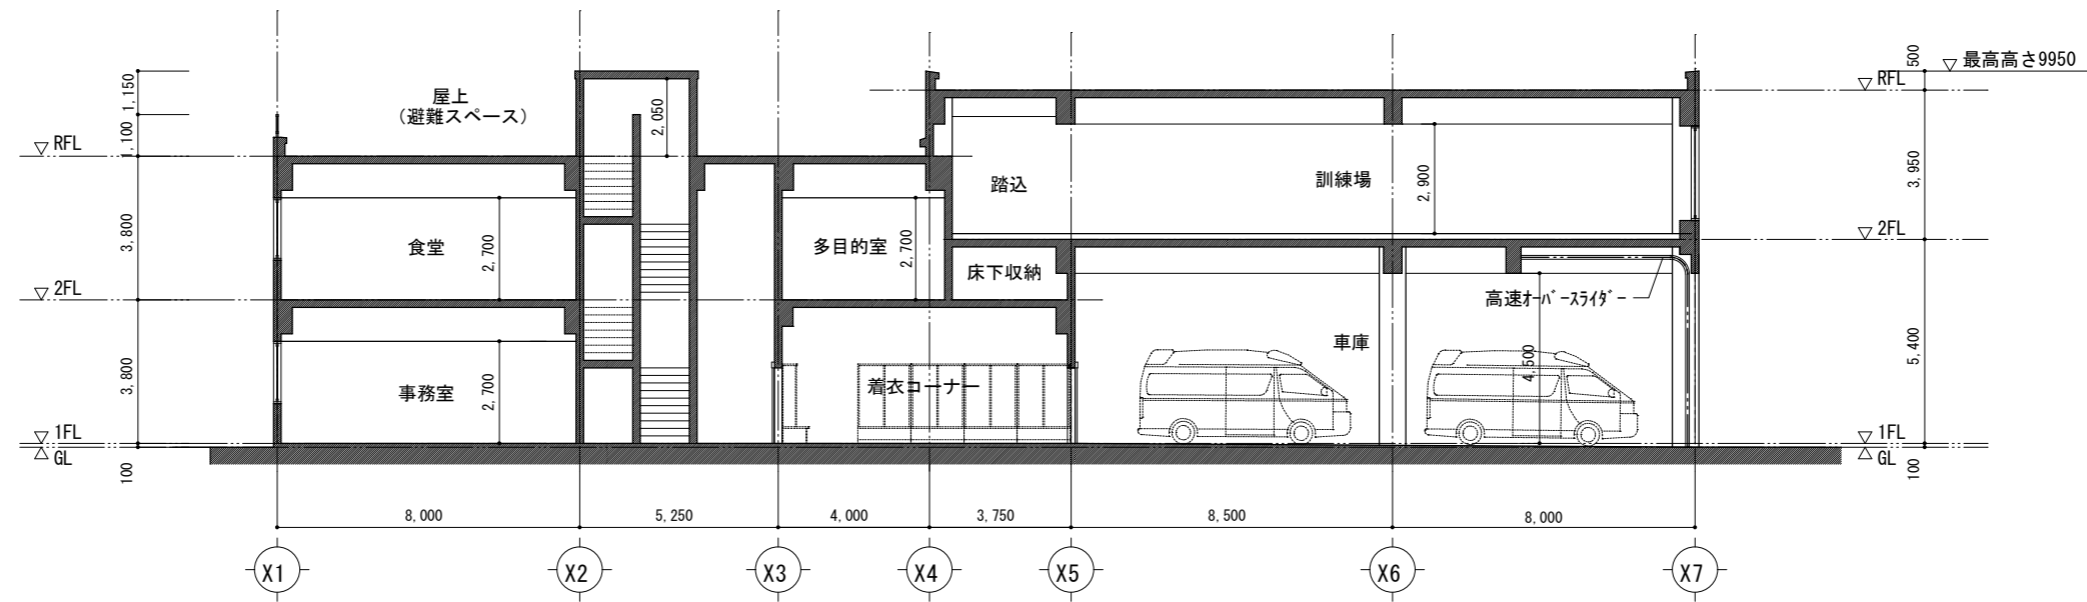 500
最高高さ9950
1,150
屋上
（避難スペース）
RFL
2,050
1,100
RFL
3,950
2,900
踏込
訓練場
3,800
食堂
2,700
多目的室
2,700
2FL
床下収納
2FL
高速ｵｰﾊﾞｰｽﾗｲﾀﾞｰ
車庫
4,500
5,400
3,800
事務室
2,700
着衣コーナー
1FL
GL
100
1FL
GL
100
8,000
5,250
4,000
3,750
8,500
8,000
X1
X2
X3
X4
X5
X6
X7